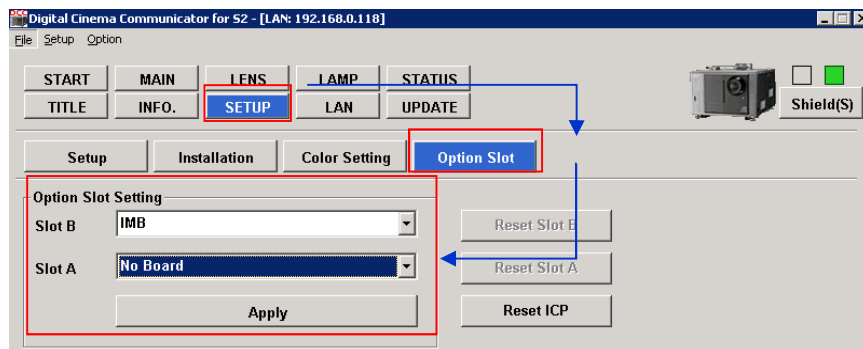 DCC Digital Cinema Communicator for S2 - [LAN: 192.168.0.118]
File Setup Option
START MAIN LENS LAMP STATUS
TITLE INFO. SETUP LAN UPDATE Shield(S)
Setup Installation Color Setting Option Slot
Option Slot Setting
Slot B IMB Reset Slot B
Slot A No Board Reset Slot A
Apply Reset ICP